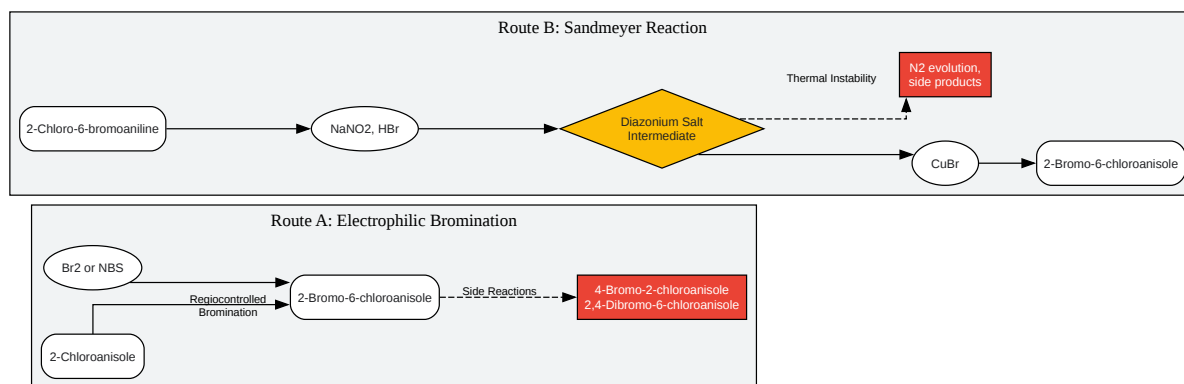 Route B: Sandmeyer Reaction
2-Chloro-6-bromoaniline
NaNO2, HBr
Diazonium Salt
Intermediate
Thermal Instability
N2 evolution,
side products
CuBr
2-Bromo-6-chloroanisole
Route A: Electrophilic Bromination
Br2 or NBS
2-Chloroanisole
Regiocontrolled
Bromination
2-Bromo-6-chloroanisole
Side Reactions
4-Bromo-2-chloroanisole
2,4-Dibromo-6-chloroanisole